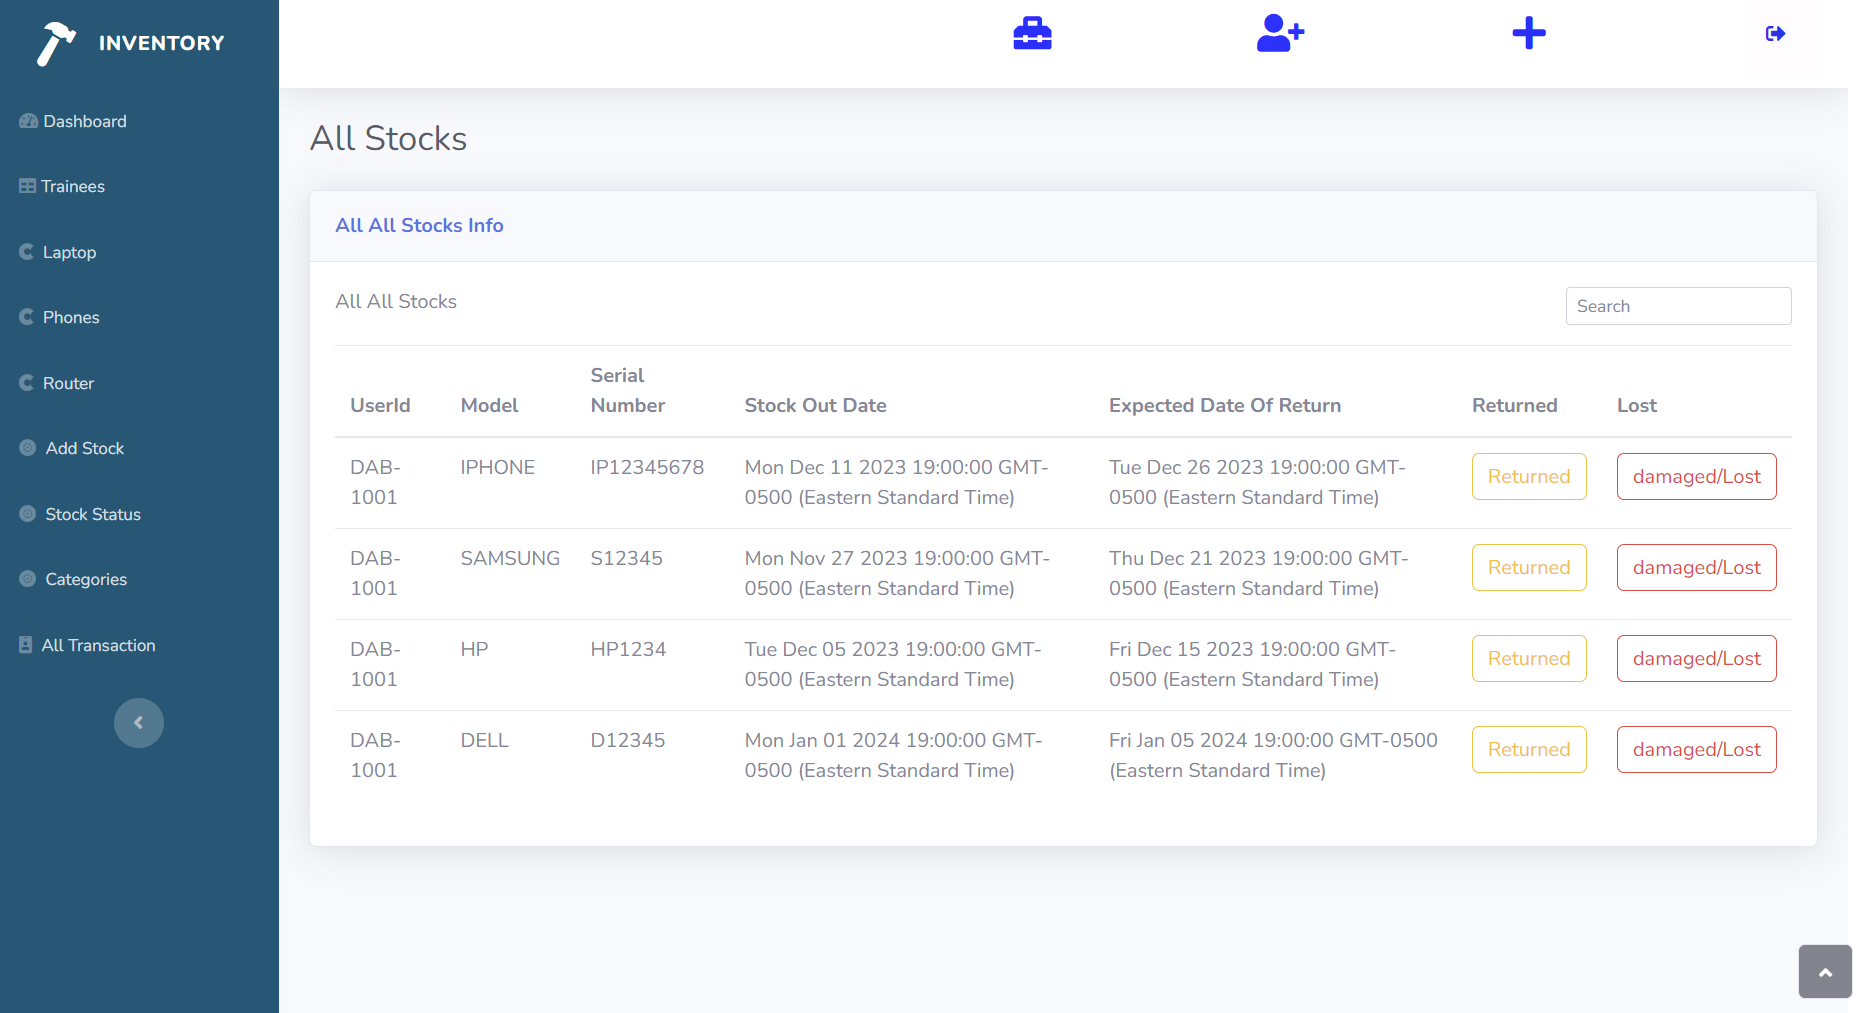 INVENTORY
Dashboard
Trainees
Laptop
Phones
Router
Add Stock
Stock Status
Categories
All Transaction
All Stocks
All All Stocks Info
All All Stocks
Search
UserId Model Serial Number Stock Out Date Expected Date Of Return Returned Lost
DAB-1001 IPHONE IP12345678 Mon Dec 11 2023 19:00:00 GMT-0500 (Eastern Standard Time) Tue Dec 26 2023 19:00:00 GMT-0500 (Eastern Standard Time) Returned damaged/Lost
DAB-1001 SAMSUNG S12345 Mon Nov 27 2023 19:00:00 GMT-0500 (Eastern Standard Time) Thu Dec 21 2023 19:00:00 GMT-0500 (Eastern Standard Time) Returned damaged/Lost
DAB-1001 HP HP1234 Tue Dec 05 2023 19:00:00 GMT-0500 (Eastern Standard Time) Fri Dec 15 2023 19:00:00 GMT-0500 (Eastern Standard Time) Returned damaged/Lost
DAB-1001 DELL D12345 Mon Jan 01 2024 19:00:00 GMT-0500 (Eastern Standard Time) Fri Jan 05 2024 19:00:00 GMT-0500 (Eastern Standard Time) Returned damaged/Lost